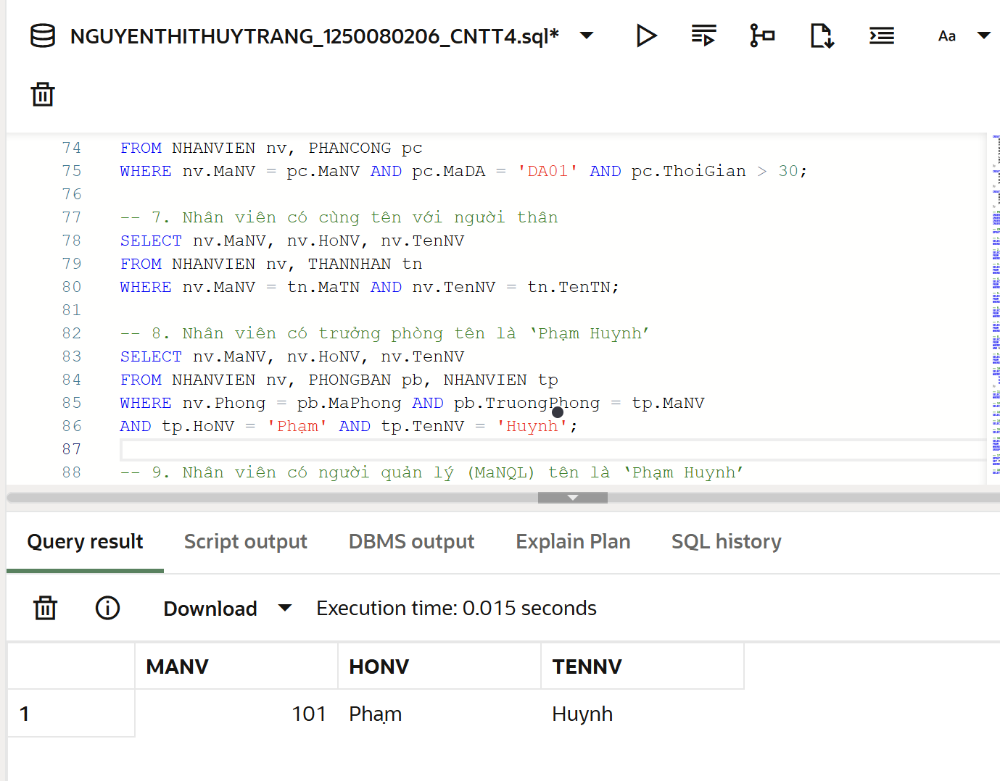 NGUYENTHITHUYTRANG_1250080206_CNTT4.sql*
Aa
74 FROM NHANVIEN nv, PHANCONG pc
75 WHERE nv.MaNV = pc.MaNV AND pc.MaDA = 'DA01' AND pc.ThoiGian > 30;
76
77 -- 7. Nhân viên có cùng tên với người thân
78 SELECT nv.MaNV, nv.HoNV, nv.TenNV
79 FROM NHANVIEN nv, THANNHAN tn
80 WHERE nv.MaNV = tn.MaTN AND nv.TenNV = tn.TenTN;
81
82 -- 8. Nhân viên có trưởng phòng tên là ‘Phạm Huynh’
83 SELECT nv.MaNV, nv.HoNV, nv.TenNV
84 FROM NHANVIEN nv, PHONGBAN pb, NHANVIEN tp
85 WHERE nv.Phong = pb.MaPhong AND pb.TruongPhong = tp.MaNV
86 AND tp.HoNV = 'Phạm' AND tp.TenNV = 'Huynh';
87
88 -- 9. Nhân viên có người quản lý (MaNQL) tên là ‘Phạm Huynh’
Query result Script output DBMS output Explain Plan SQL history
Download Execution time: 0.015 seconds
MANV HONV TENNV
1 101 Phạm Huynh